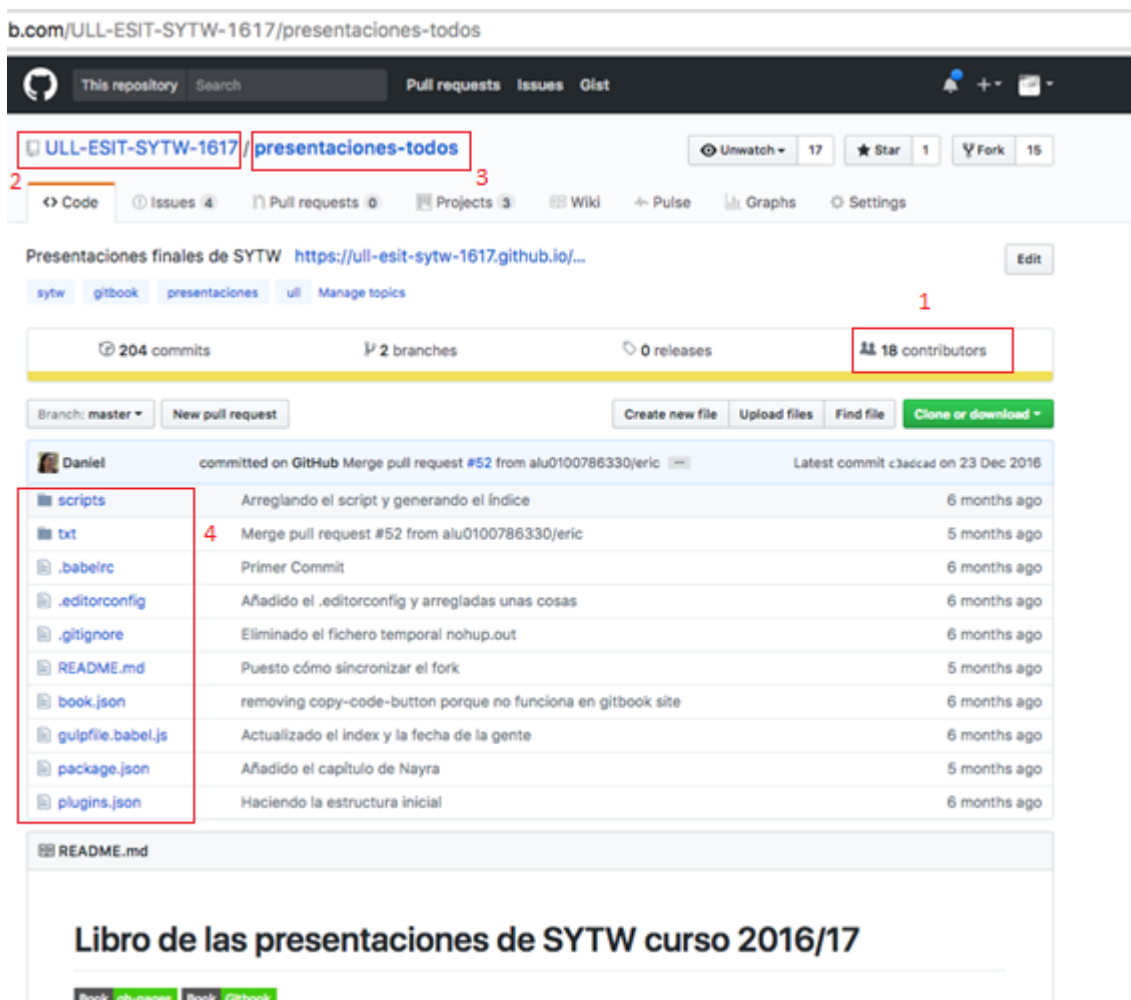 b.com/ULL-ESIT-SYTW-1617/presentaciones-todos
This repository Search Pull requests Issues Gist
ULL-ESIT-SYTW-1617 / presentaciones-todos Unwatch 17 Star 1 Fork 15
2 3
Code Issues 4 Pull requests 0 Projects 3 Wiki Pulse Graphs Settings
Presentaciones finales de SYTW https://ull-esit-sytw-1617.github.io/... Edit
sytw gitbook presentaciones ull Manage topics
1
204 commits 2 branches 0 releases 18 contributors
Branch: master New pull request Create new file Upload files Find file Clone or download
Daniel committed on GitHub Merge pull request #52 from alu0100786330/eric Latest commit c3adcad on 23 Dec 2016
scripts Arreglando el script y generando el índice 6 months ago
txt 4 Merge pull request #52 from alu0100786330/eric 5 months ago
.babelrc Primer Commit 6 months ago
.editorconfig Añadido el .editorconfig y arregladas unas cosas 6 months ago
.gitignore Eliminado el fichero temporal nohup.out 6 months ago
README.md Puesto cómo sincronizar el fork 5 months ago
book.json removing copy-code-button porque no funciona en gitbook site 6 months ago
gulpfile.babel.js Actualizado el index y la fecha de la gente 6 months ago
package.json Añadido el capítulo de Nayra 5 months ago
plugins.json Haciendo la estructura inicial 6 months ago
README.md
Libro de las presentaciones de SYTW curso 2016/17
Book gh-pages Book Gitbook